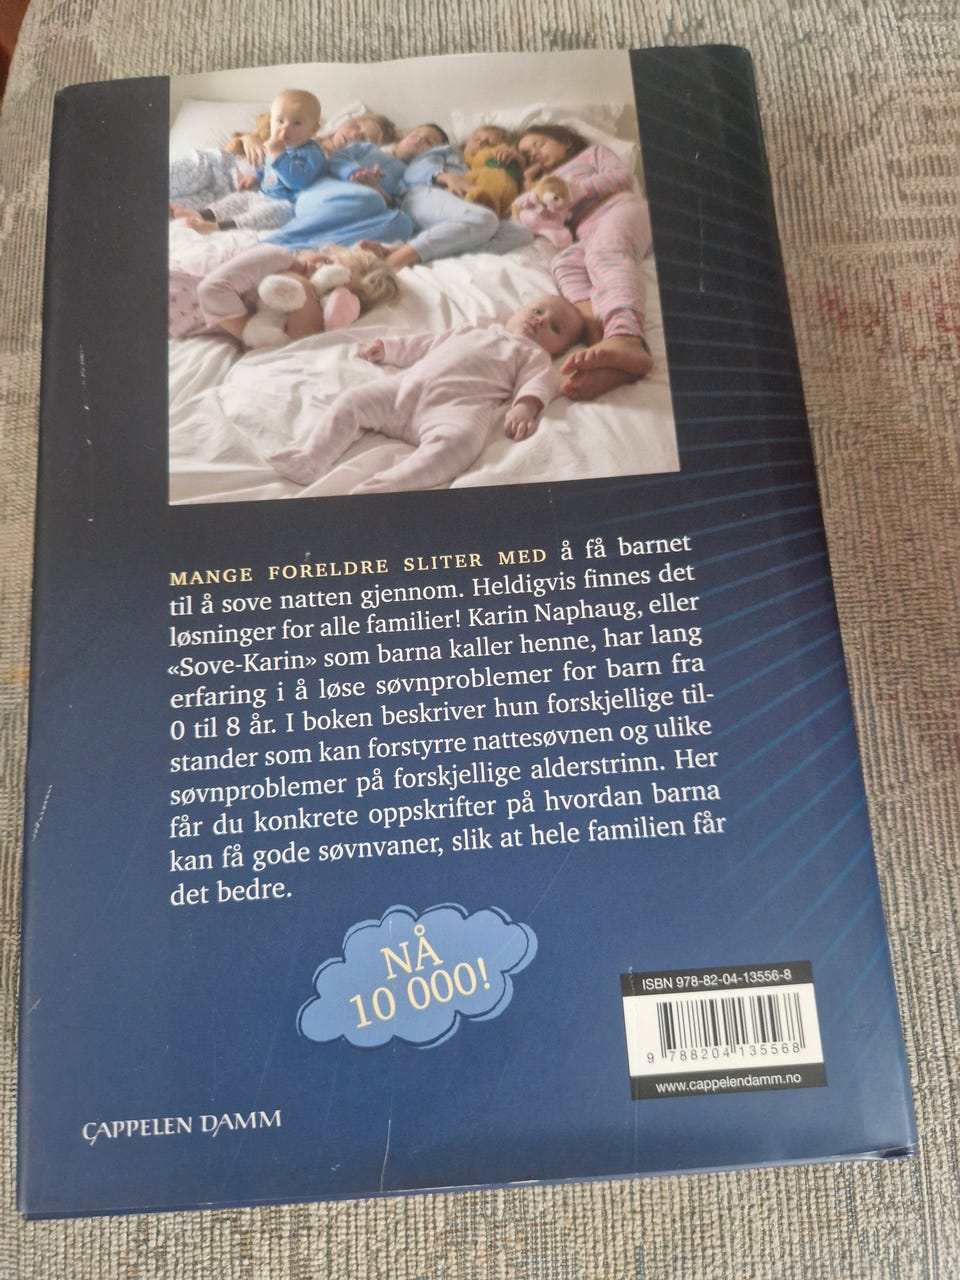 MANGE FORELDRE SLITER MED å få barnet
til å sove natten gjennom. Heldigvis finnes det
løsninger for alle familier! Karin Naphaug, eller
«Sove-Karin» som barna kaller henne, har lang
erfaring i å løse søvnproblemer for barn fra
0 til 8 år. I boken beskriver hun forskjellige til-
stander som kan forstyrre nattesøvnen og ulike
søvnproblemer på forskjellige alderstrinn. Her
får du konkrete oppskrifter på hvordan barna
kan få gode søvnvaner, slik at hele familien får
det bedre.
NÅ
10 000!
ISBN 978-82-04-13556-8
9 788204 135568
www.cappelendamm.no
CAPPELEN DAMM